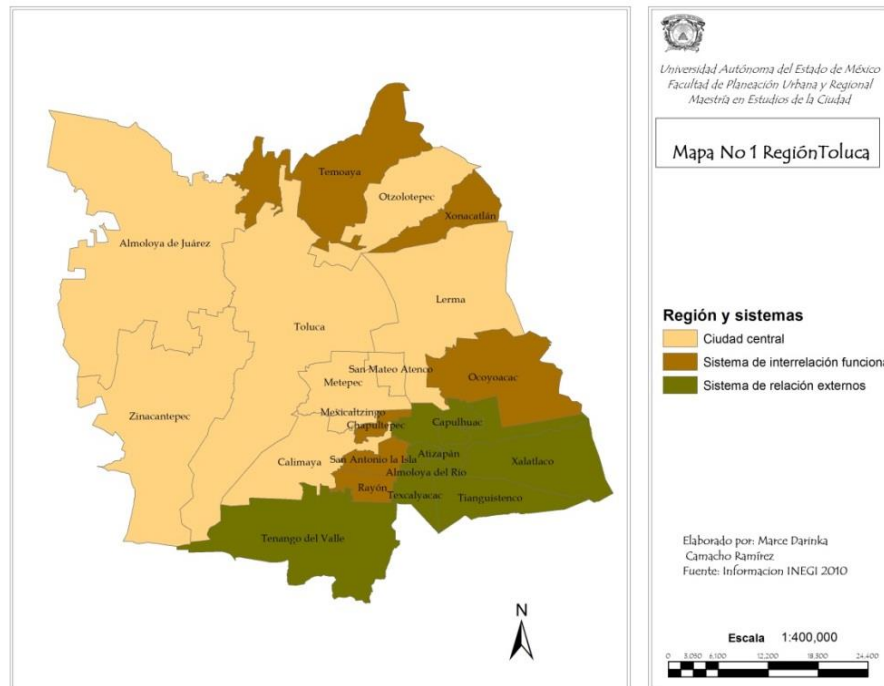 Temoaya
Otzolotepec
Xonacatlán
Almoloya de Juárez
Lerma
Toluca
San Mateo Atenco
Ocoyoacac
Metepec
Zinacantepec
Mexicaltzingo
Chapultepec
Capulhuac
San Antonio la Isla
Atizapán
Calimaya
Xalatlaco
Almoloya del Río
Rayón
Texcalyacac
Tianguistenco
Tenango del Valle
N
Universidad Autónoma del Estado de México
Facultad de Planeación Urbana y Regional
Maestría en Estudios de la Ciudad
Mapa No 1 RegiónToluca
Región y sistemas
Ciudad central
Sistema de interrelación funciona
Sistema de relación externos
Elaborado por: Marce Darinka
Camacho Ramírez
Fuente: Informacion INEGI 2010
Escala 1:400,000
0 3,050 6,100 12,200 18,300 24,400